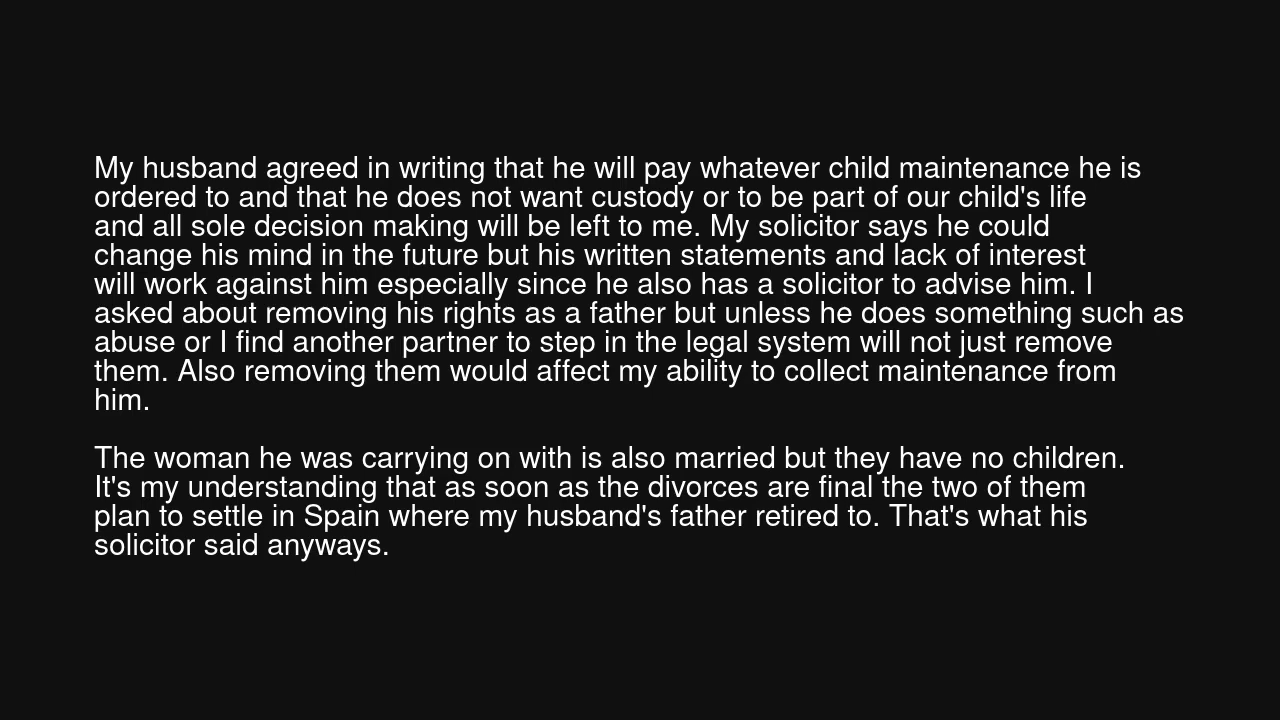 My husband agreed in writing that he will pay whatever child maintenance he is
ordered to and that he does not want custody or to be part of our child's life
and all sole decision making will be left to me. My solicitor says he could
change his mind in the future but his written statements and lack of interest
will work against him especially since he also has a solicitor to advise him. I
asked about removing his rights as a father but unless he does something such as
abuse or I find another partner to step in the legal system will not just remove
them. Also removing them would affect my ability to collect maintenance from
him.
The woman he was carrying on with is also married but they have no children.
It's my understanding that as soon as the divorces are final the two of them
plan to settle in Spain where my husband's father retired to. That's what his
solicitor said anyways.